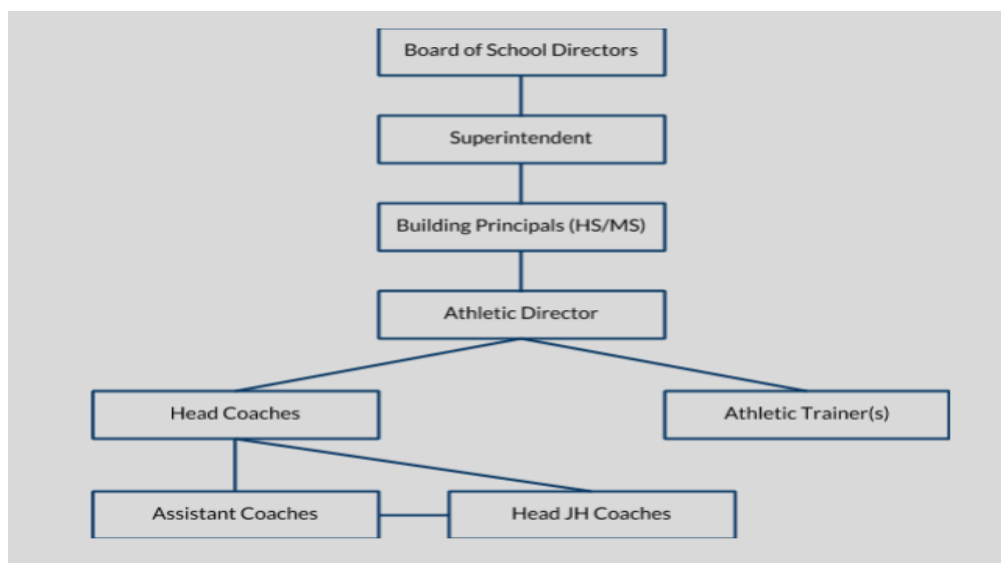 Board of School Directors
Superintendent
Building Principals (HS/MS)
Athletic Director
Head Coaches
Athletic Trainer(s)
Assistant Coaches
Head JH Coaches